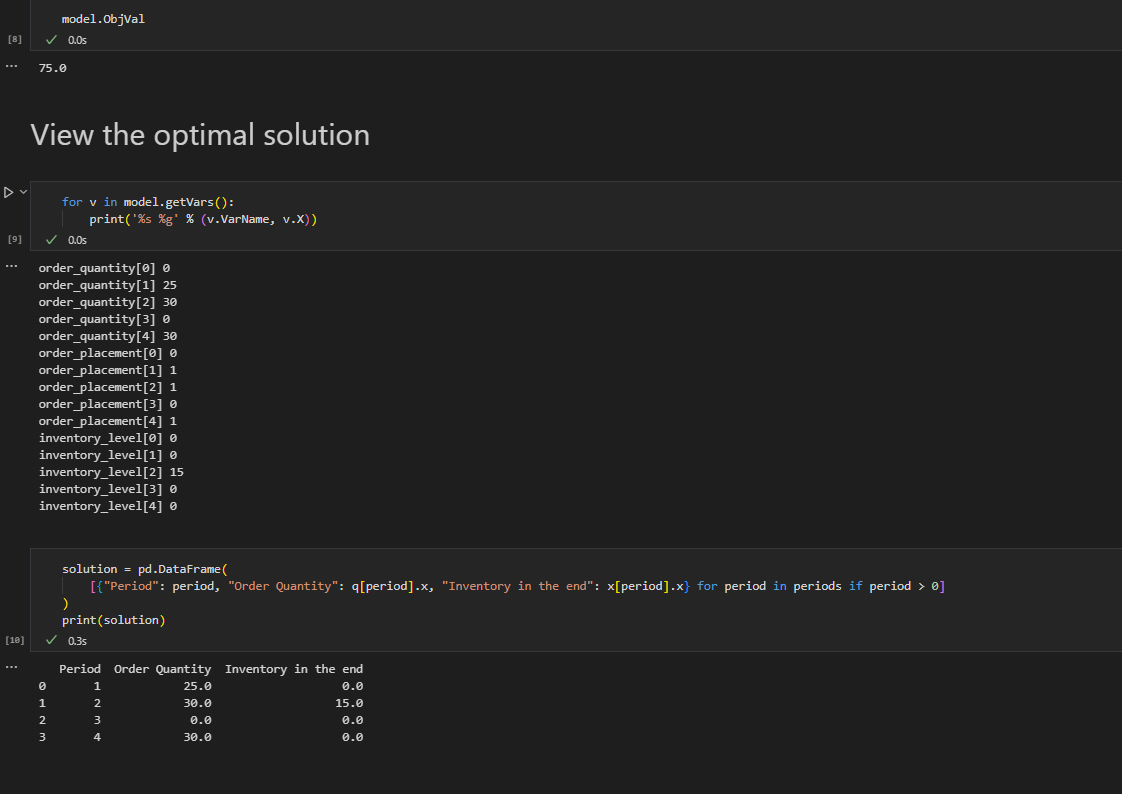 model.ObjVal
[8]
0.0s
75.0
View the optimal solution
for v in model.getVars():
print('%s %g' % (v.VarName, v.X))
[9]
0.0s
order_quantity[0] 0
order_quantity[1] 25
order_quantity[2] 30
order_quantity[3] 0
order_quantity[4] 30
order_placement[0] 0
order_placement[1] 1
order_placement[2] 1
order_placement[3] 0
order_placement[4] 1
inventory_level[0] 0
inventory_level[1] 0
inventory_level[2] 15
inventory_level[3] 0
inventory_level[4] 0
solution = pd.DataFrame(
[{"Period": period, "Order Quantity": q[period].x, "Inventory in the end": x[period].x} for period in periods if period > 0]
)
print(solution)
[10]
0.3s
Period Order Quantity Inventory in the end
0 1 25.0 0.0
1 2 30.0 15.0
2 3 0.0 0.0
3 4 30.0 0.0